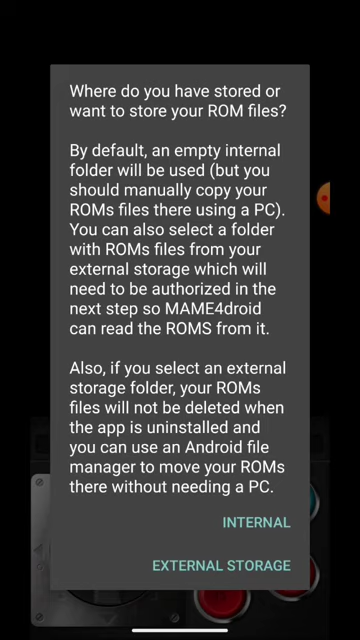 Where do you have stored or
want to store your ROM files?
By default, an empty internal
folder will be used (but you
should manually copy your
ROMs files there using a PC).
You can also select a folder
with ROMs files from your
external storage which will
need to be authorized in the
next step so MAME4droid
can read the ROMS from it.
Also, if you select an external
storage folder, your ROMs
files will not be deleted when
the app is uninstalled and
you can use an Android file
manager to move your ROMs
there without needing a PC.
INTERNAL
EXTERNAL STORAGE